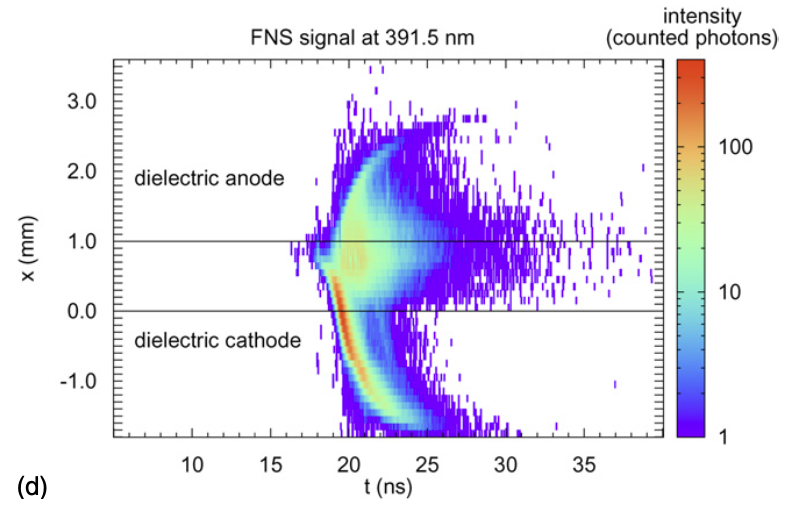 FNS signal at 391.5 nm
intensity
(counted photons)
3.0
2.0
1.0
0.0
-1.0
x (mm)
dielectric anode
dielectric cathode
100
10
1
10
15
20
25
30
35
t (ns)
(d)